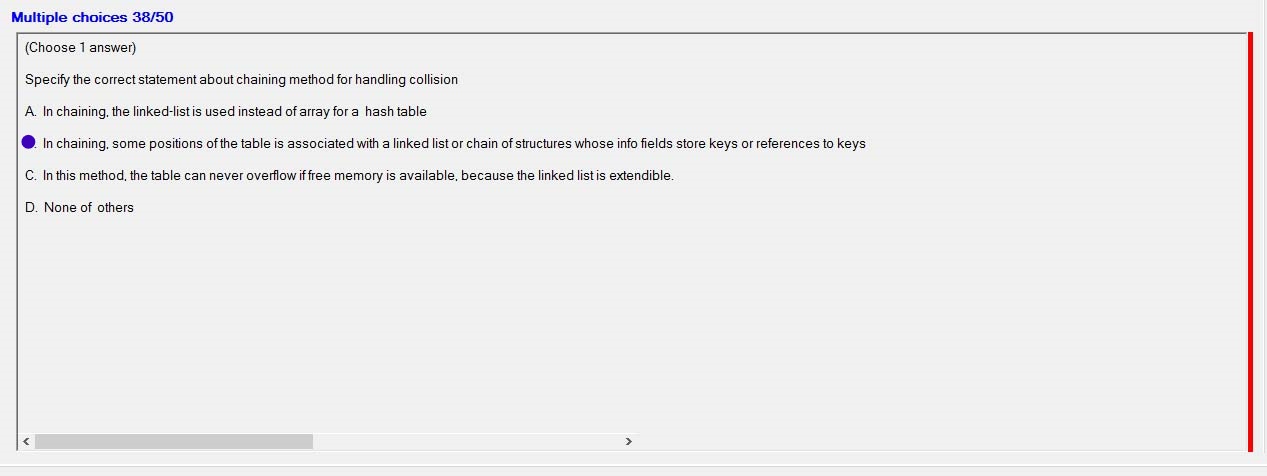 Multiple choices 38/50
(Choose 1 answer)
Specify the correct statement about chaining method for handling collision
A. In chaining, the linked-list is used instead of array for a hash table
In chaining, some positions of the table is associated with a linked list or chain of structures whose info fields store keys or references to keys
C. In this method, the table can never overflow if free memory is available, because the linked list is extendible.
D. None of others